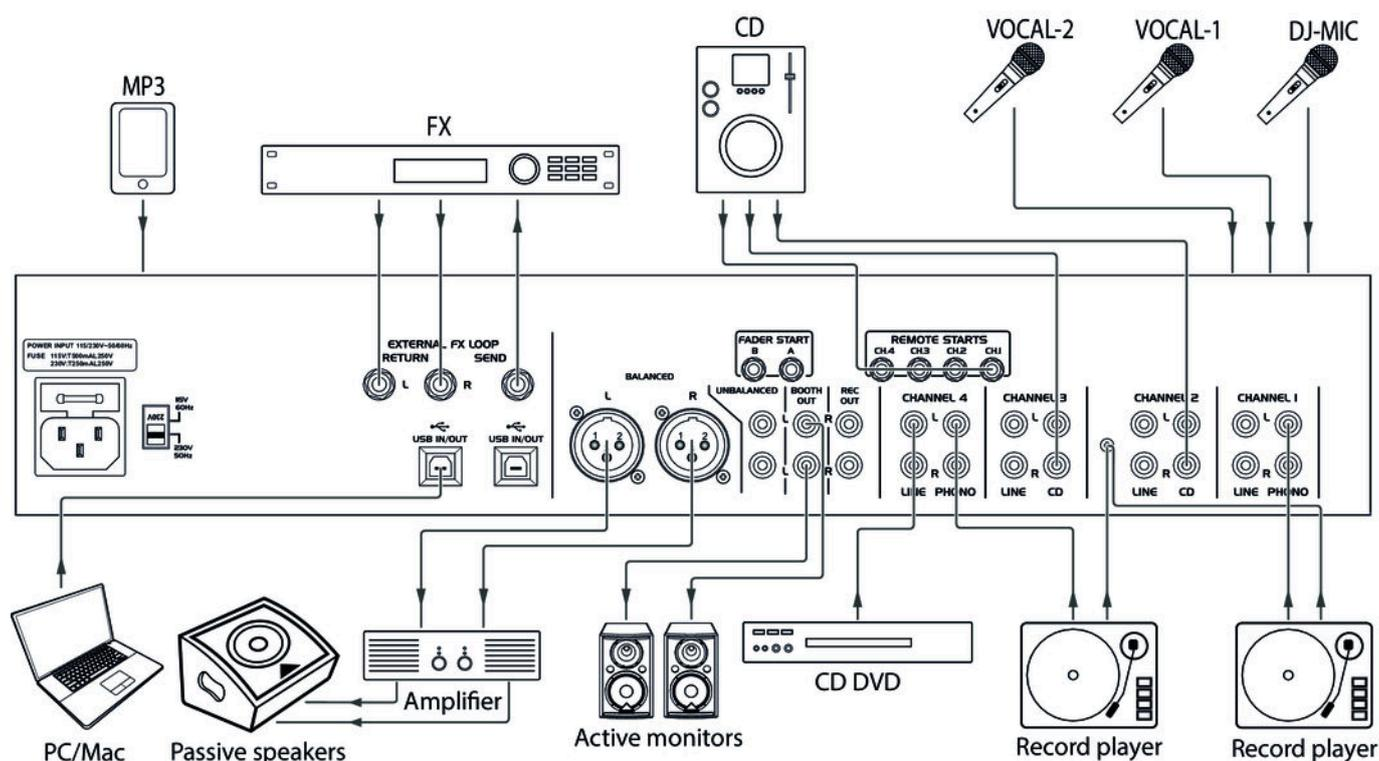 CD
VOCAL-2
VOCAL-1
DJ-MIC
MP3
FX
POWER INPUT 115/230V~50/60Hz
FUSE 115V:T500mAL250V
230V:T250mAL250V
115V
60Hz
230V
230V
50Hz
EXTERNAL FX LOOP
RETURN
SEND
L
R
USB IN/OUT
USB IN/OUT
BALANCED
L
R
1
2
1
2
FADER START
B
A
UNBALANCED
BOOTH
OUT
REC
OUT
L
R
L
R
REMOTE STARTS
CH.4
CH.3
CH.2
CH.1
CHANNEL 4
L
R
LINE
PHONO
CHANNEL 3
L
R
LINE
CD
CHANNEL 2
L
R
LINE
CD
CHANNEL 1
L
R
LINE
PHONO
PC/Mac
Passive speakers
Amplifier
Active monitors
CD DVD
Record player
Record player